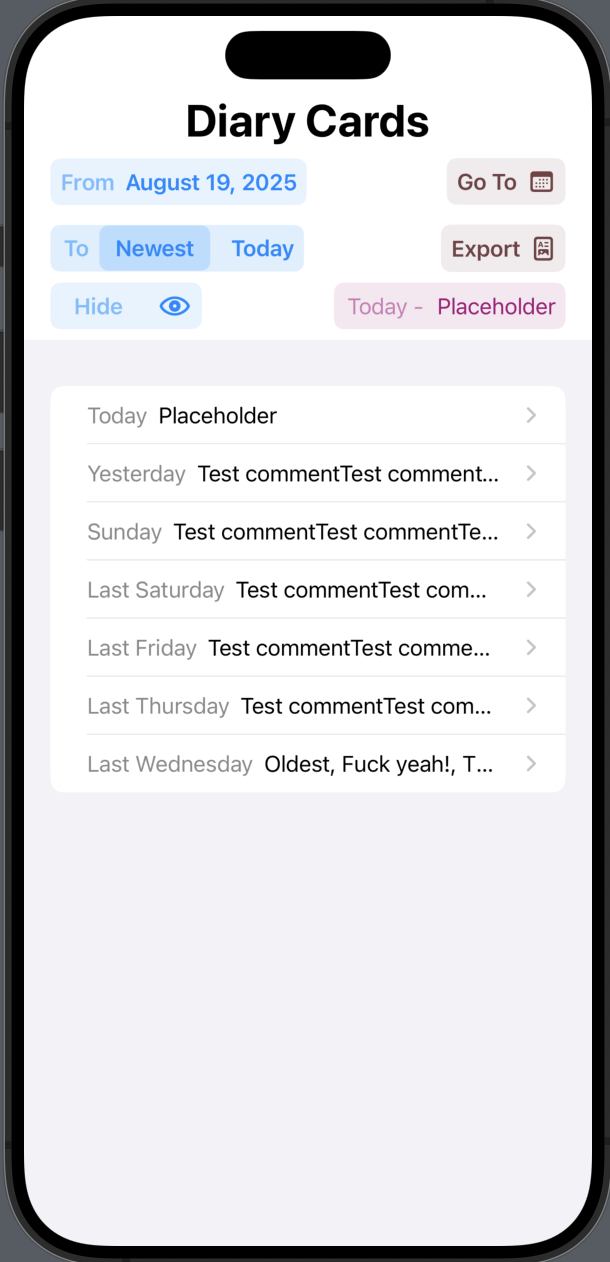 Diary Cards
From August 19, 2025
Go To
To Newest Today
Export
Hide
Today - Placeholder
Today Placeholder
Yesterday Test commentTest comment...
Sunday Test commentTest commentTe...
Last Saturday Test commentTest com...
Last Friday Test commentTest comme...
Last Thursday Test commentTest com...
Last Wednesday Oldest, Fuck yeah!, T...